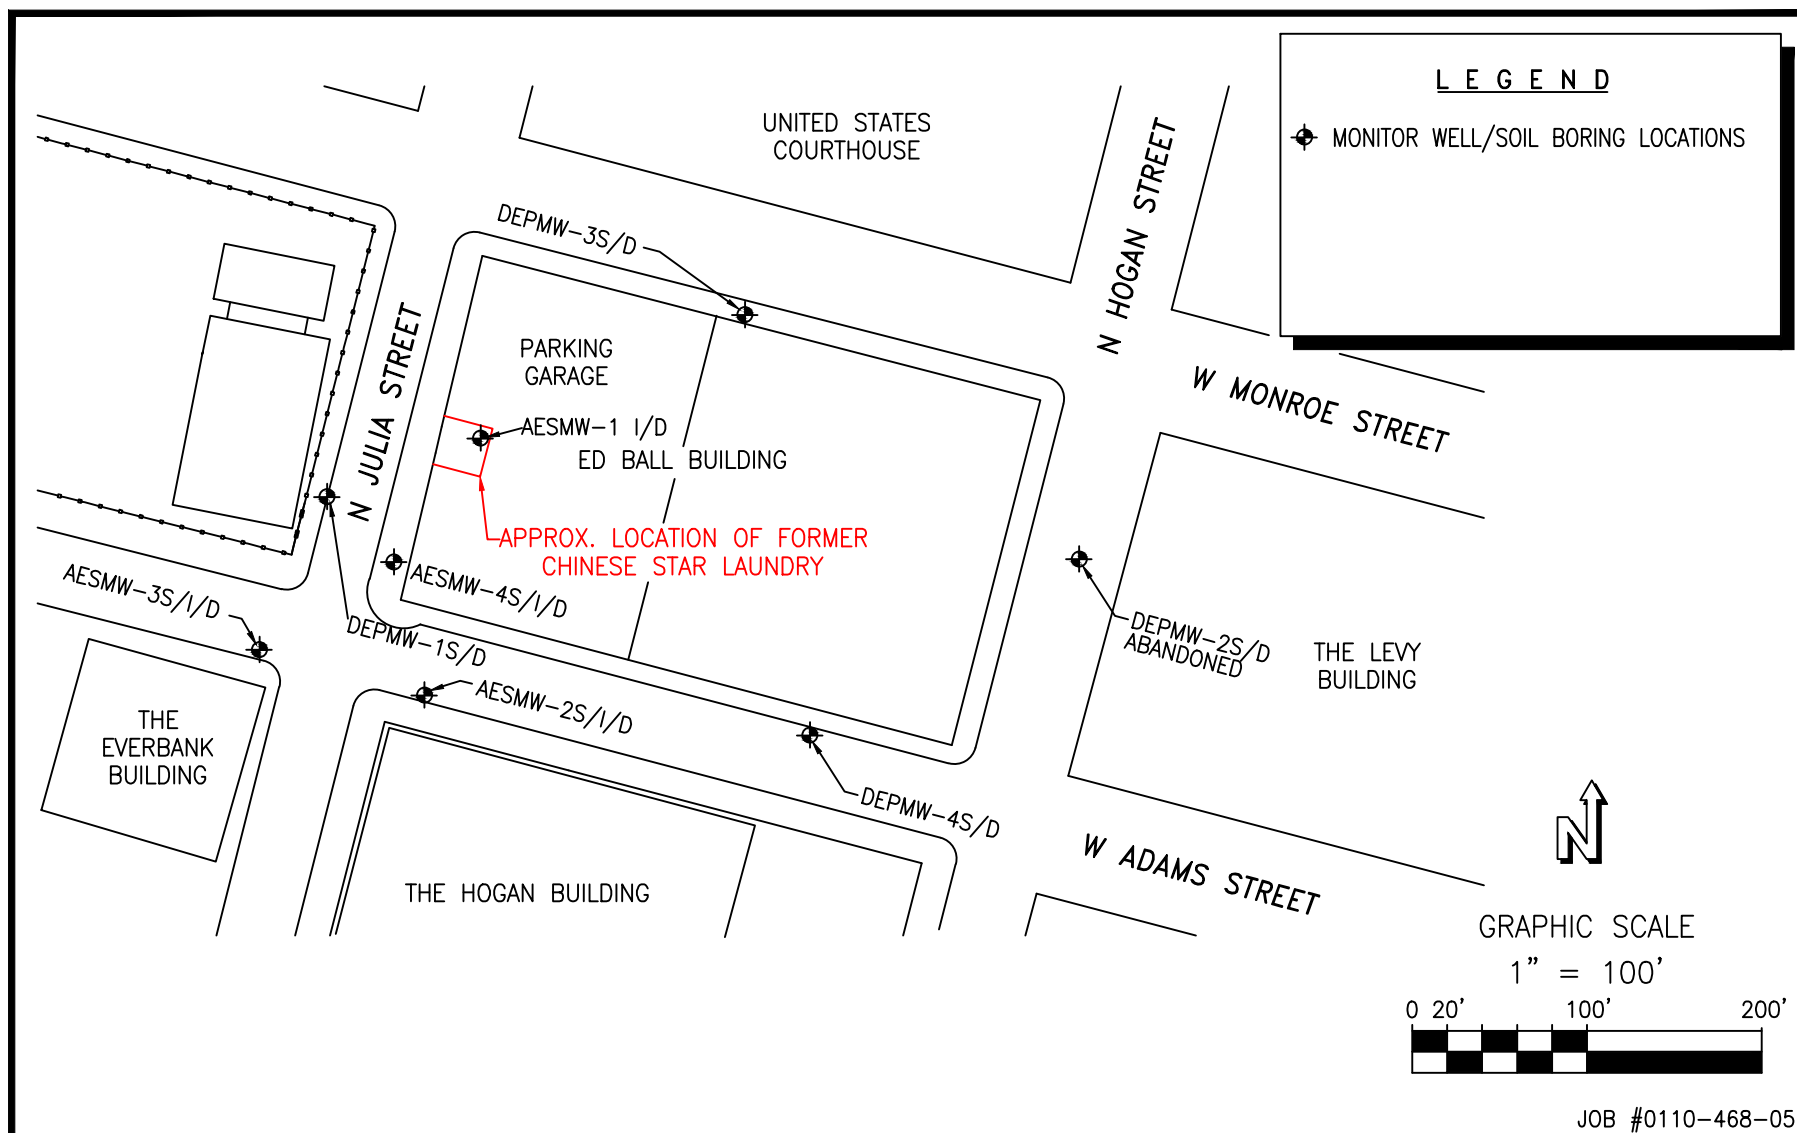 L E G E N D
MONITOR WELL/SOIL BORING LOCATIONS
UNITED STATES
COURTHOUSE
N HOGAN STREET
DEPMW-3S/D
PARKING
GARAGE
N JULIA STREET
W MONROE STREET
AESMW-1 I/D
ED BALL BUILDING
APPROX. LOCATION OF FORMER
CHINESE STAR LAUNDRY
AESMW-3S/I/D
AESMW-4S/I/D
DEPMW-1S/D
DEPMW-2S/D
ABANDONED
THE LEVY
BUILDING
AESMW-2S/I/D
THE
EVERBANK
BUILDING
DEPMW-4S/D
W ADAMS STREET
THE HOGAN BUILDING
N
GRAPHIC SCALE
1" = 100'
0 20' 100' 200'
JOB #0110-468-05